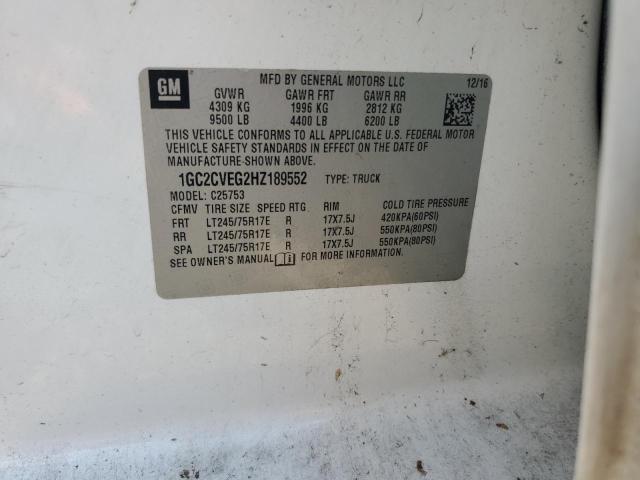 GM
MFD BY GENERAL MOTORS LLC 12/16
GVWR GAWR FRT GAWR RR
4309 KG 1996 KG 2812 KG
9500 LB 4400 LB 6200 LB
THIS VEHICLE CONFORMS TO ALL APPLICABLE U.S. FEDERAL MOTOR
VEHICLE SAFETY STANDARDS IN EFFECT ON THE DATE OF
MANUFACTURE SHOWN ABOVE.
1GC2CVEG2HZ189552 TYPE: TRUCK
MODEL: C25753
CFMV TIRE SIZE SPEED RTG. RIM COLD TIRE PRESSURE
FRT LT245/75R17E R 17X7.5J 420KPA(60PSI)
RR LT245/75R17E R 17X7.5J 550KPA(80PSI)
SPA LT245/75R17E R 17X7.5J 550KPA(80PSI)
SEE OWNER'S MANUAL FOR MORE INFORMATION.